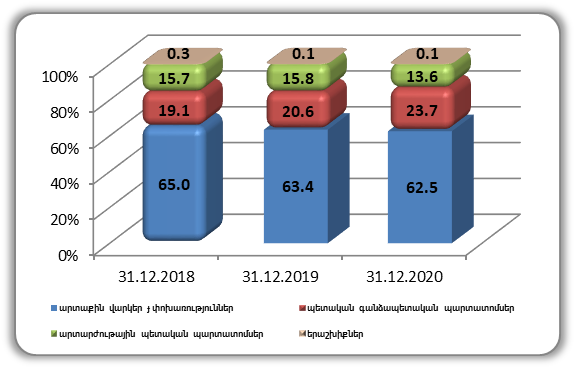 0.3 0.1 0.1
100% 15.7 15.8 13.6
80% 19.1 20.6 23.7
60%
40% 65.0 63.4 62.5
20%
0%
31.12.2018 31.12.2019 31.12.2020
արտաքին վարկեր և փոխառություններ պետական գանձապետական պարտատոմսեր
արտարժութային պետական պարտատոմսեր երաշխիքներ